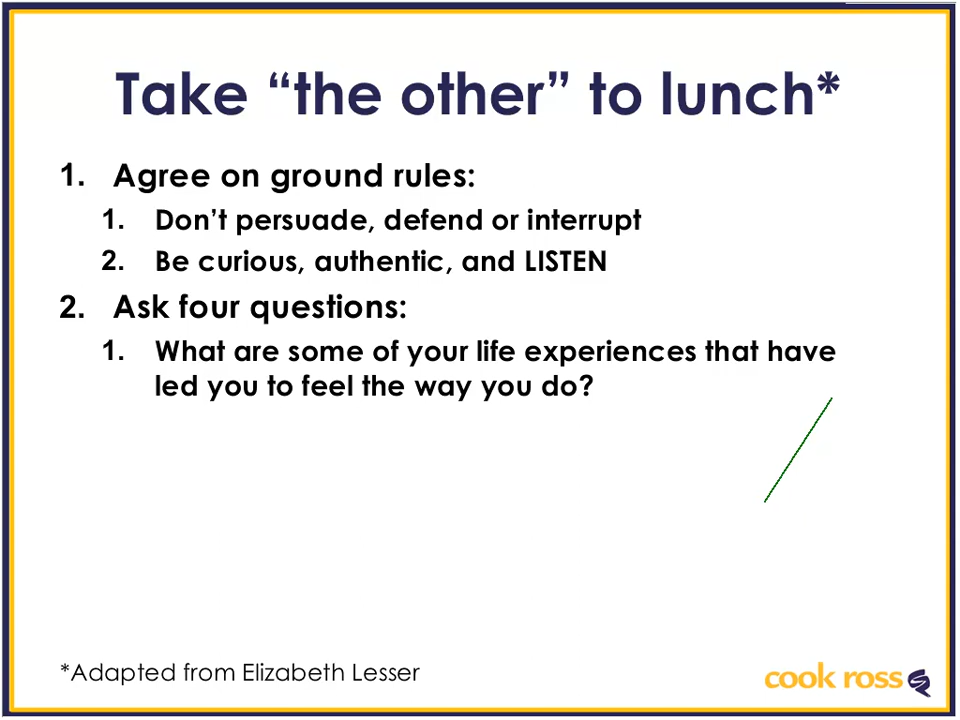 Take “the other” to lunch*
1. Agree on ground rules:
1. Don’t persuade, defend or interrupt
2. Be curious, authentic, and LISTEN
2. Ask four questions:
1. What are some of your life experiences that have
led you to feel the way you do?
*Adapted from Elizabeth Lesser
cook ross